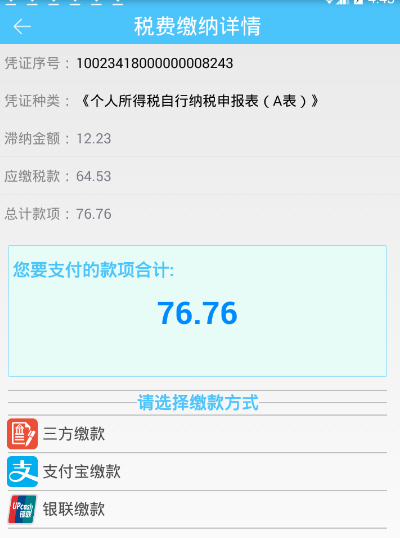 税费缴纳详情
凭证序号：10023418000000008243
凭证种类：《个人所得税自行纳税申报表（A表）》
滞纳金额：12.23
应缴税款：64.53
总计款项：76.76
您要支付的款项合计:
76.76
请选择缴款方式
三方缴款
支付宝缴款
银联缴款